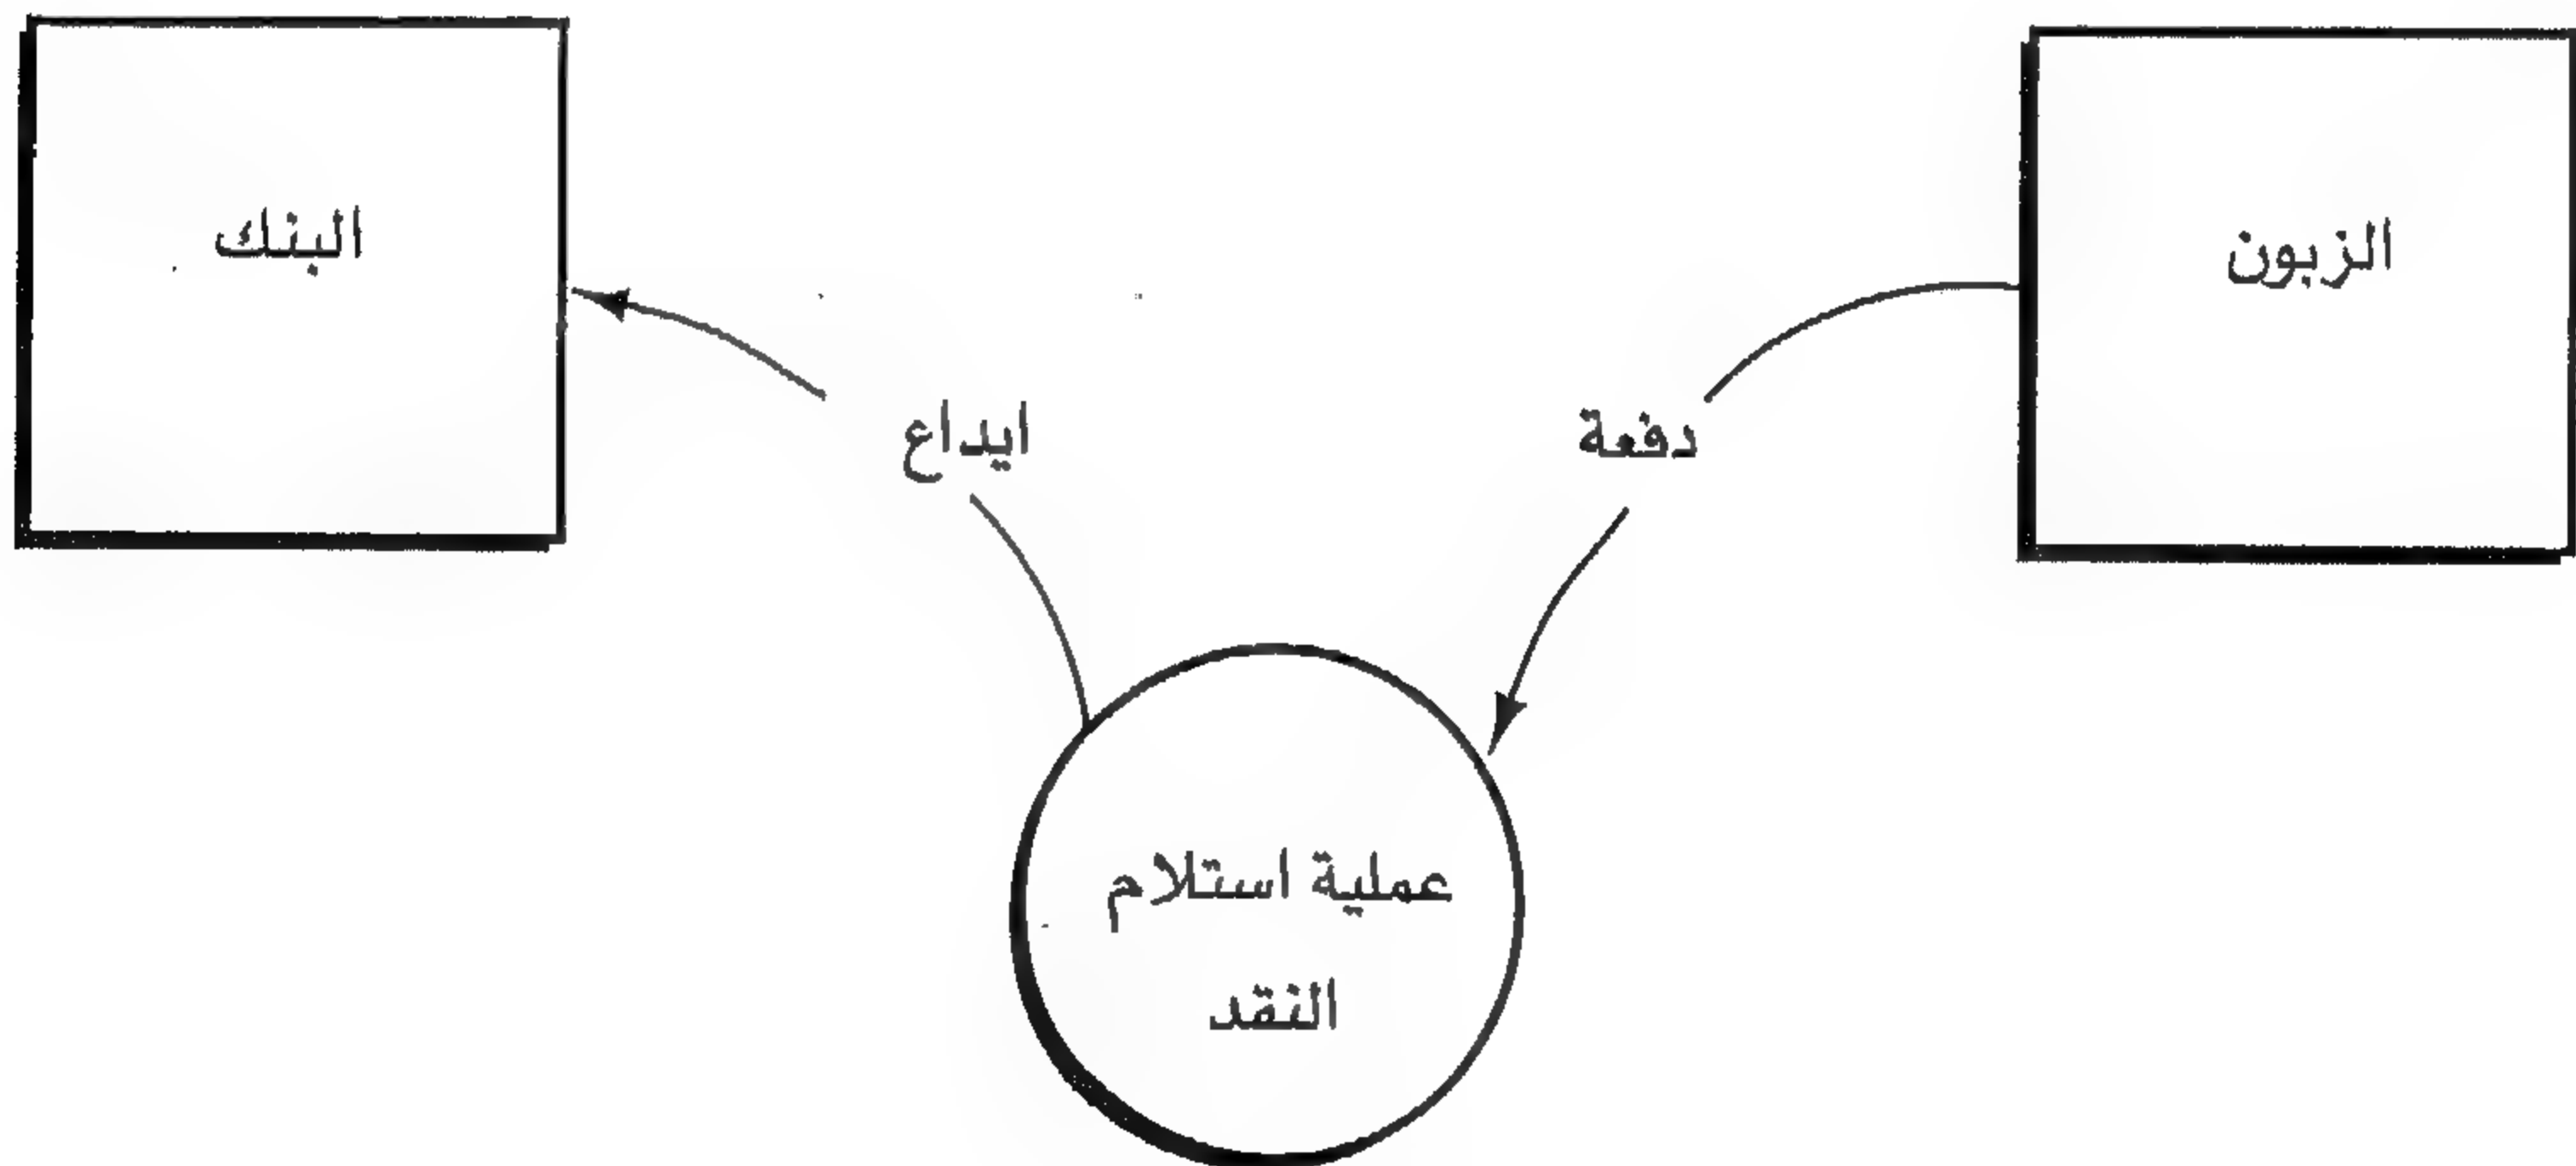 الزبون
البنك
دفعة
ايداع
عملية استلام
النقد